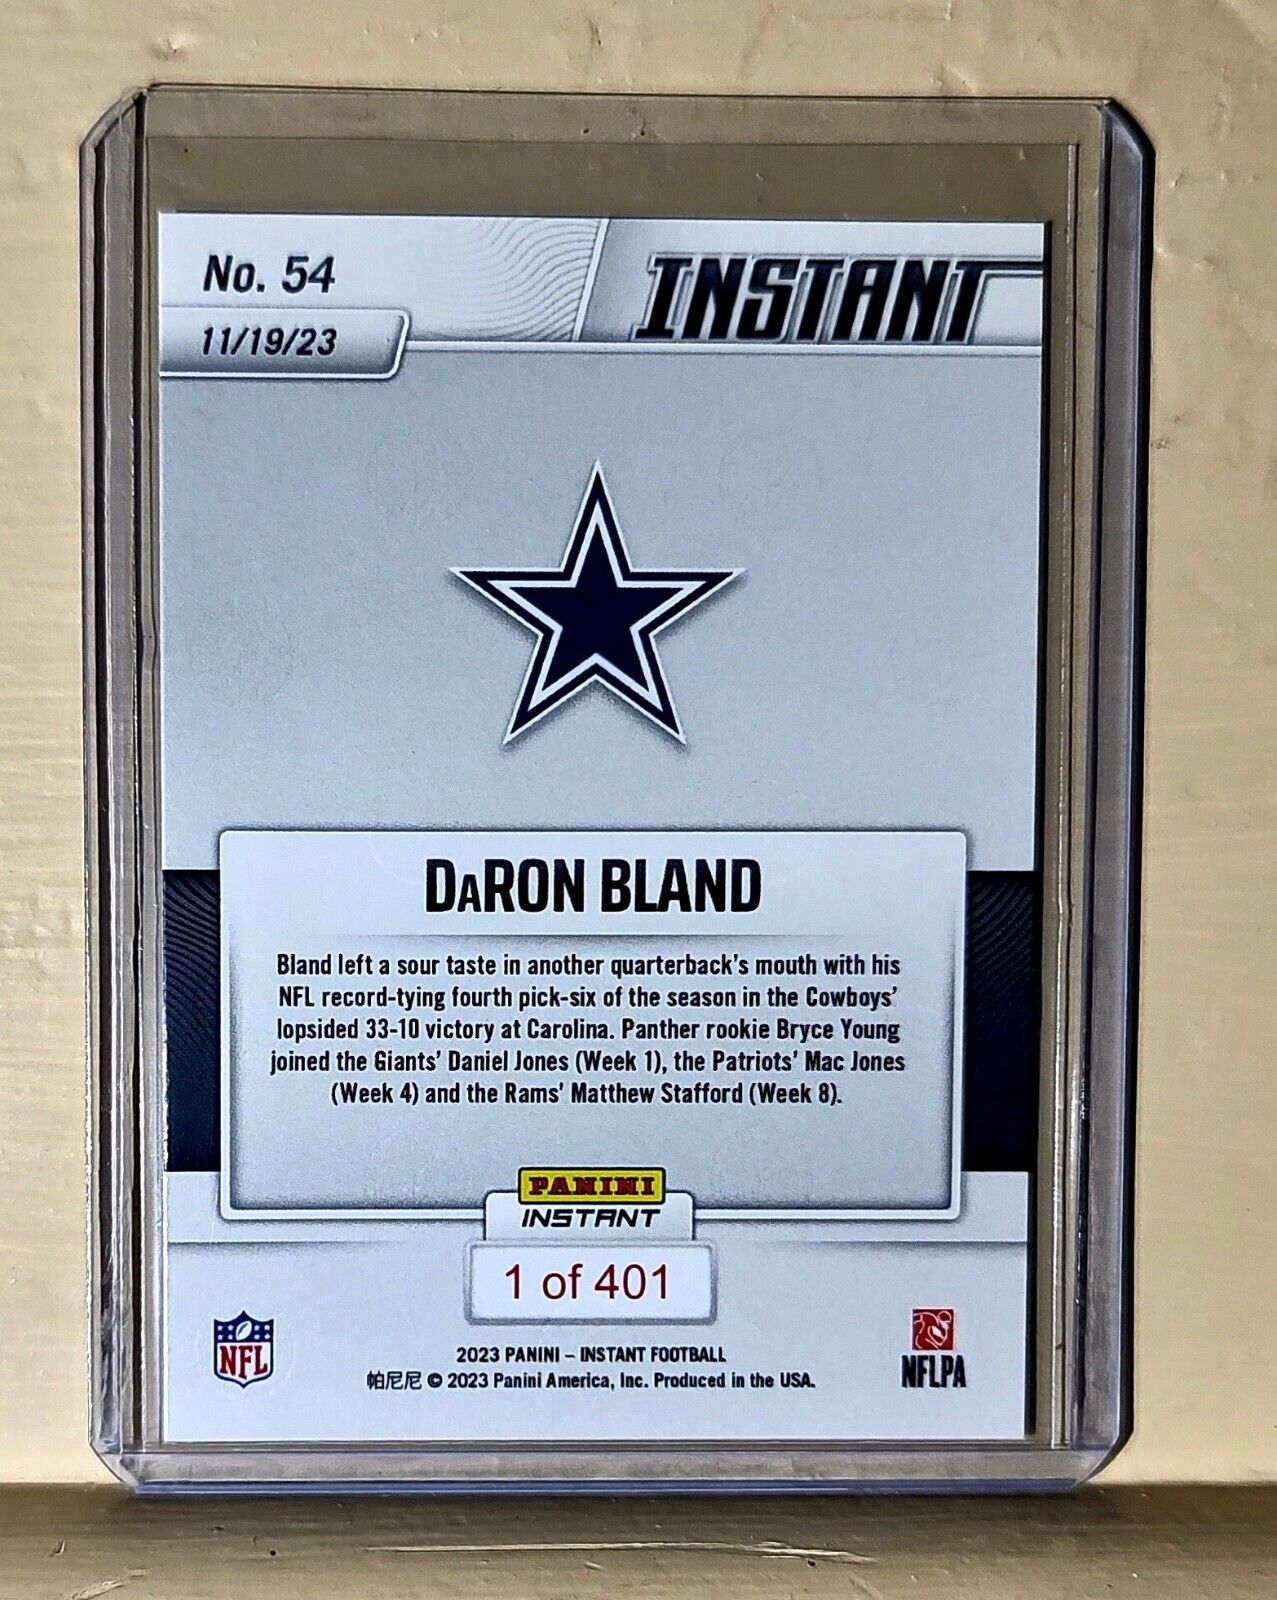 No. 54
INSTANT
11/19/23
DaRON BLAND
Bland left a sour taste in another quarterback's mouth with his
NFL record-tying fourth pick-six of the season in the Cowboys'
lopsided 33-10 victory at Carolina. Panther rookie Bryce Young
joined the Giants' Daniel Jones (Week 1), the Patriots' Mac Jones
(Week 4) and the Rams' Matthew Stafford (Week 8).
PANINI
INSTANT
1 of 401
NFL
NFLPA
2023 PANINI – INSTANT FOOTBALL
帕尼尼 © 2023 Panini America, Inc. Produced in the USA.